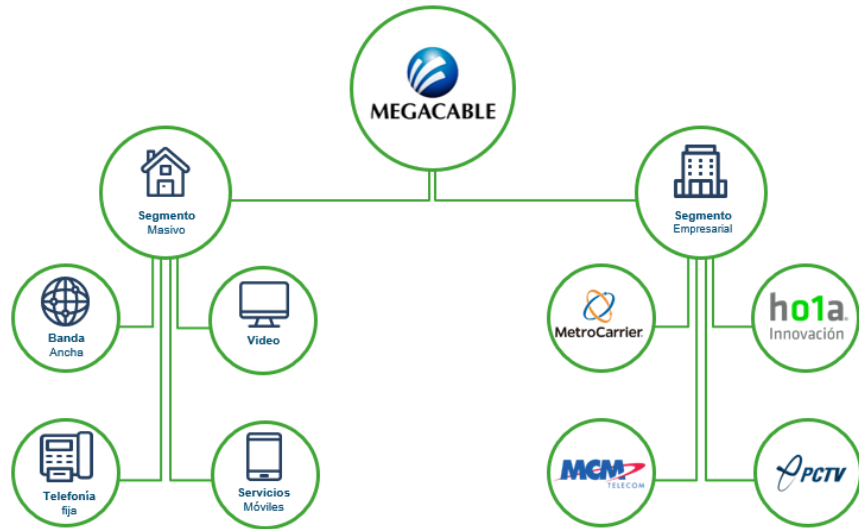 MEGACABLE
Segmento
Masivo
Segmento
Empresarial
Banda
Ancha
Video
MetroCarrier
ho1a
Innovación
Telefonía
fija
Servicios
Móviles
MCM
TELECOM
PCTV